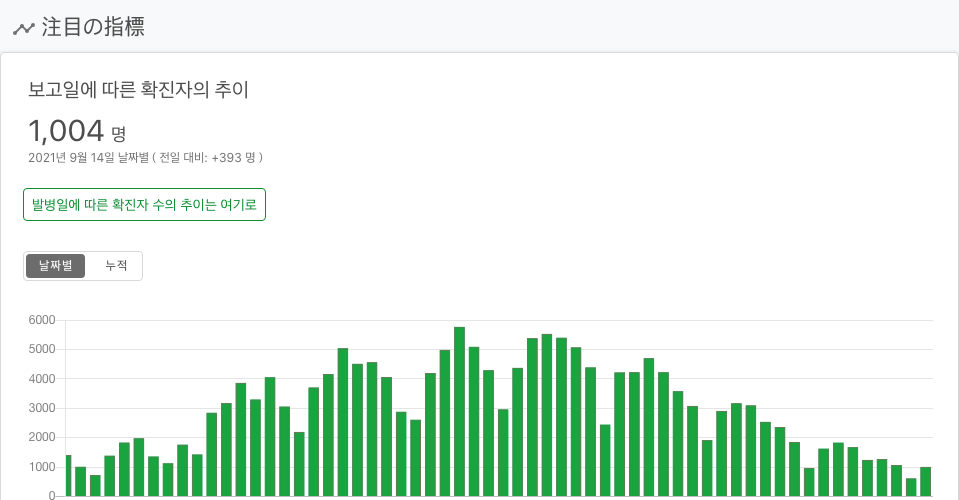 注目の指標
보고일에 따른 확진자의 추이
1,004 명
2021년 9월 14일 날짜별 ( 전일 대비: +393 명 )
발병일에 따른 확진자 수의 추이는 여기로
날짜별 누적
6000
5000
4000
3000
2000
1000
0